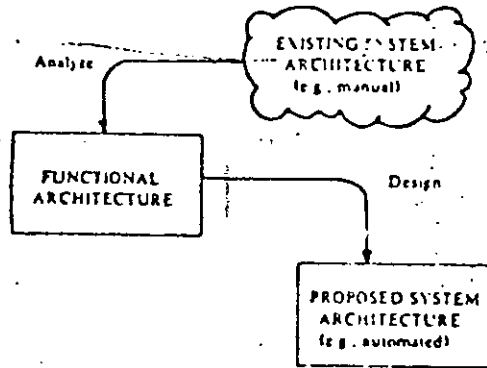 EXISTING SYSTEM
ARCHITECTURE
(e.g., manual)
Analyze
FUNCTIONAL
ARCHITECTURE
Design
PROPOSED SYSTEM
ARCHITECTURE
(e.g., automated)